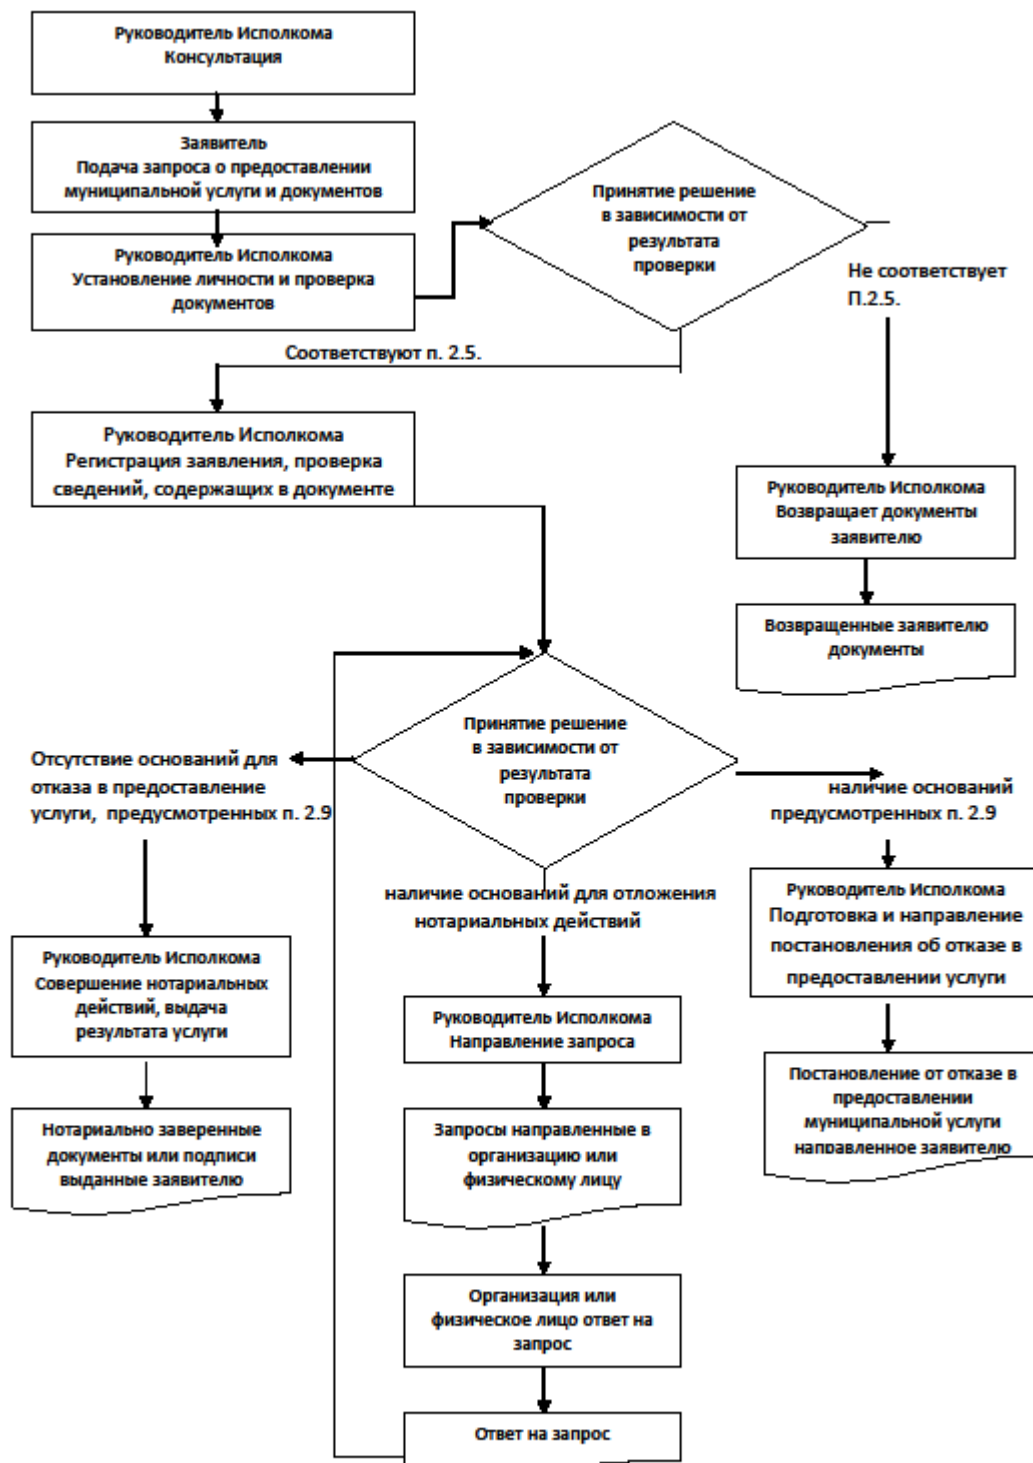 Руководитель Исполкома
Консультация
Заявитель
Подача запроса о предоставлении
муниципальной услуги и документов
Руководитель Исполкома
Установление личности и проверка
документов
Принятие решение
в зависимости от
результата
проверки
Не соответствует
П.2.5.
Соответствуют п. 2.5.
Руководитель Исполкома
Регистрация заявления, проверка
сведений, содержащих в документе
Руководитель Исполкома
Возвращает документы
заявителю
Возвращенные заявителю
документы
Принятие решение
в зависимости от
результата
проверки
Отсутствие оснований для
отказа в предоставление
услуги, предусмотренных п. 2.9
наличие оснований
предусмотренных п. 2.9
наличие оснований для отложения
нотариальных действий
Руководитель Исполкома
Подготовка и направление
постановления об отказе в
предоставлении услуги
Руководитель Исполкома
Совершение нотариальных
действий, выдача
результата услуги
Руководитель Исполкома
Направление запроса
Постановление от отказе в
предоставлении
муниципальной услуги
направленное заявителю
Нотариально заверенные
документы или подписи
выданные заявителю
Запросы направленные в
организацию или
физическому лицу
Организация или
физическое лицо ответ на
запрос
Ответ на запрос